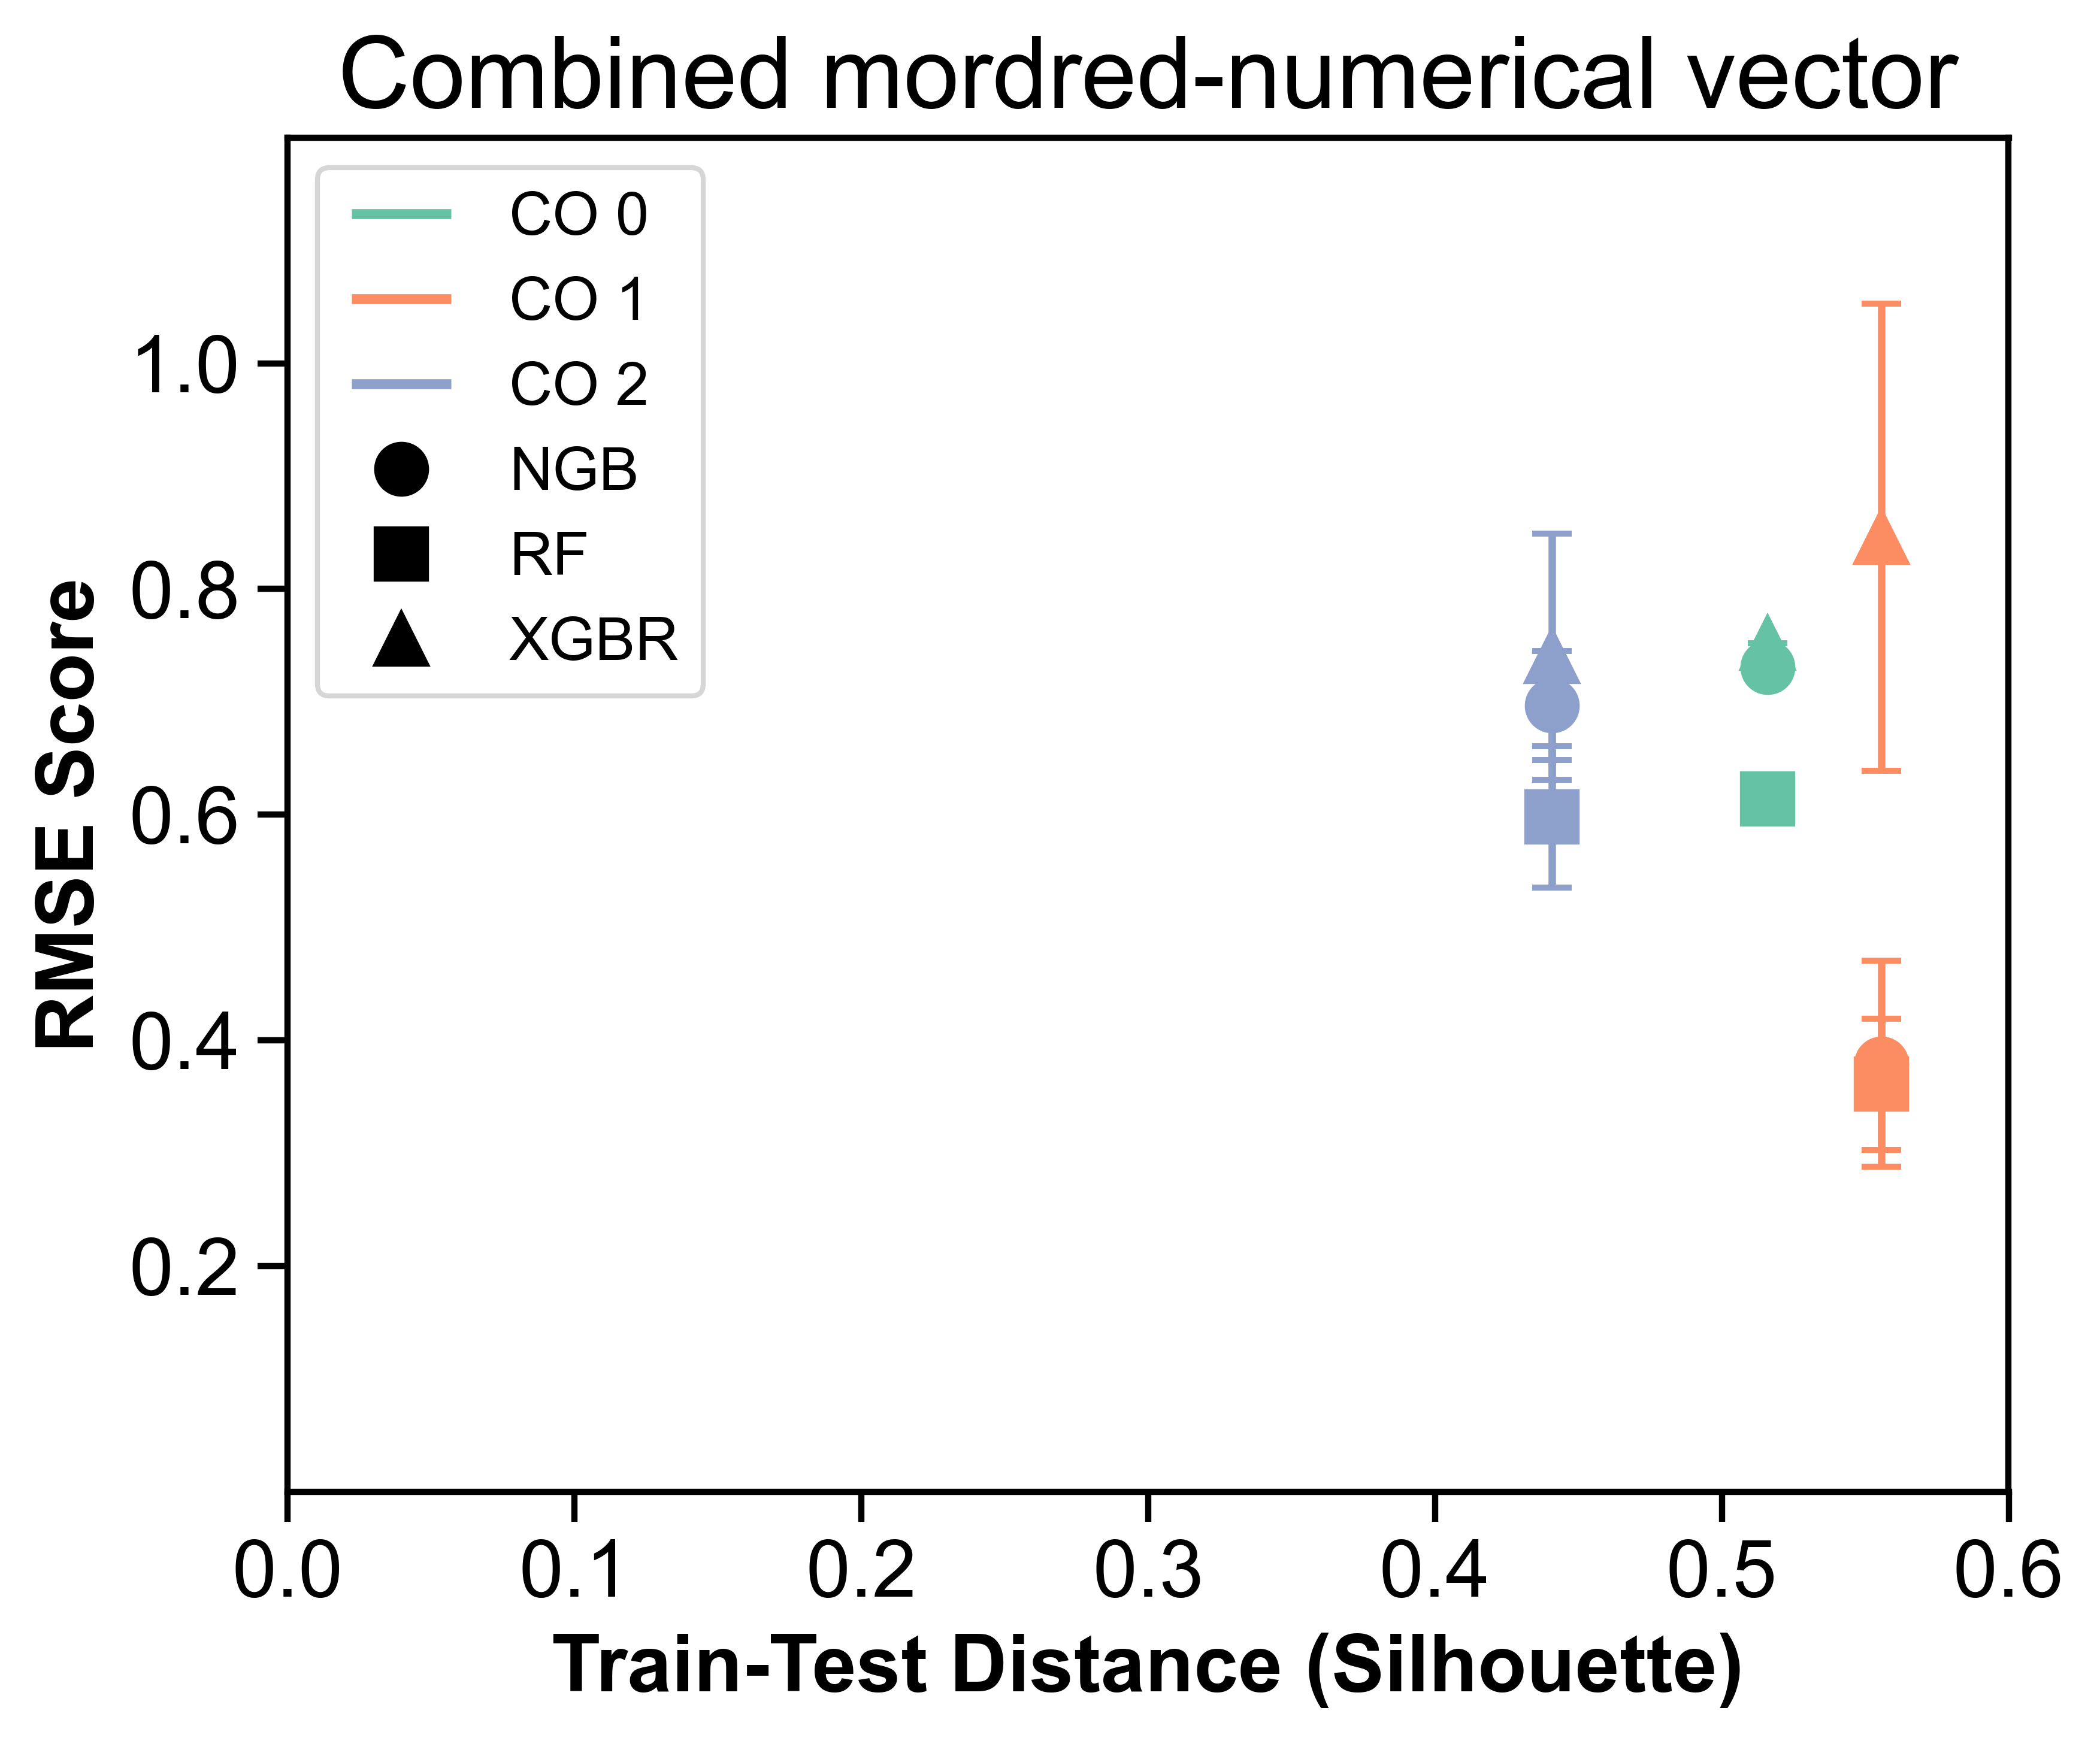 Combined mordred-numerical vector
CO 0
CO 1
CO 2
NGB
RF
XGBR
RMSE Score
1.0
0.8
0.6
0.4
0.2
0.0 0.1 0.2 0.3 0.4 0.5 0.6
Train-Test Distance (Silhouette)